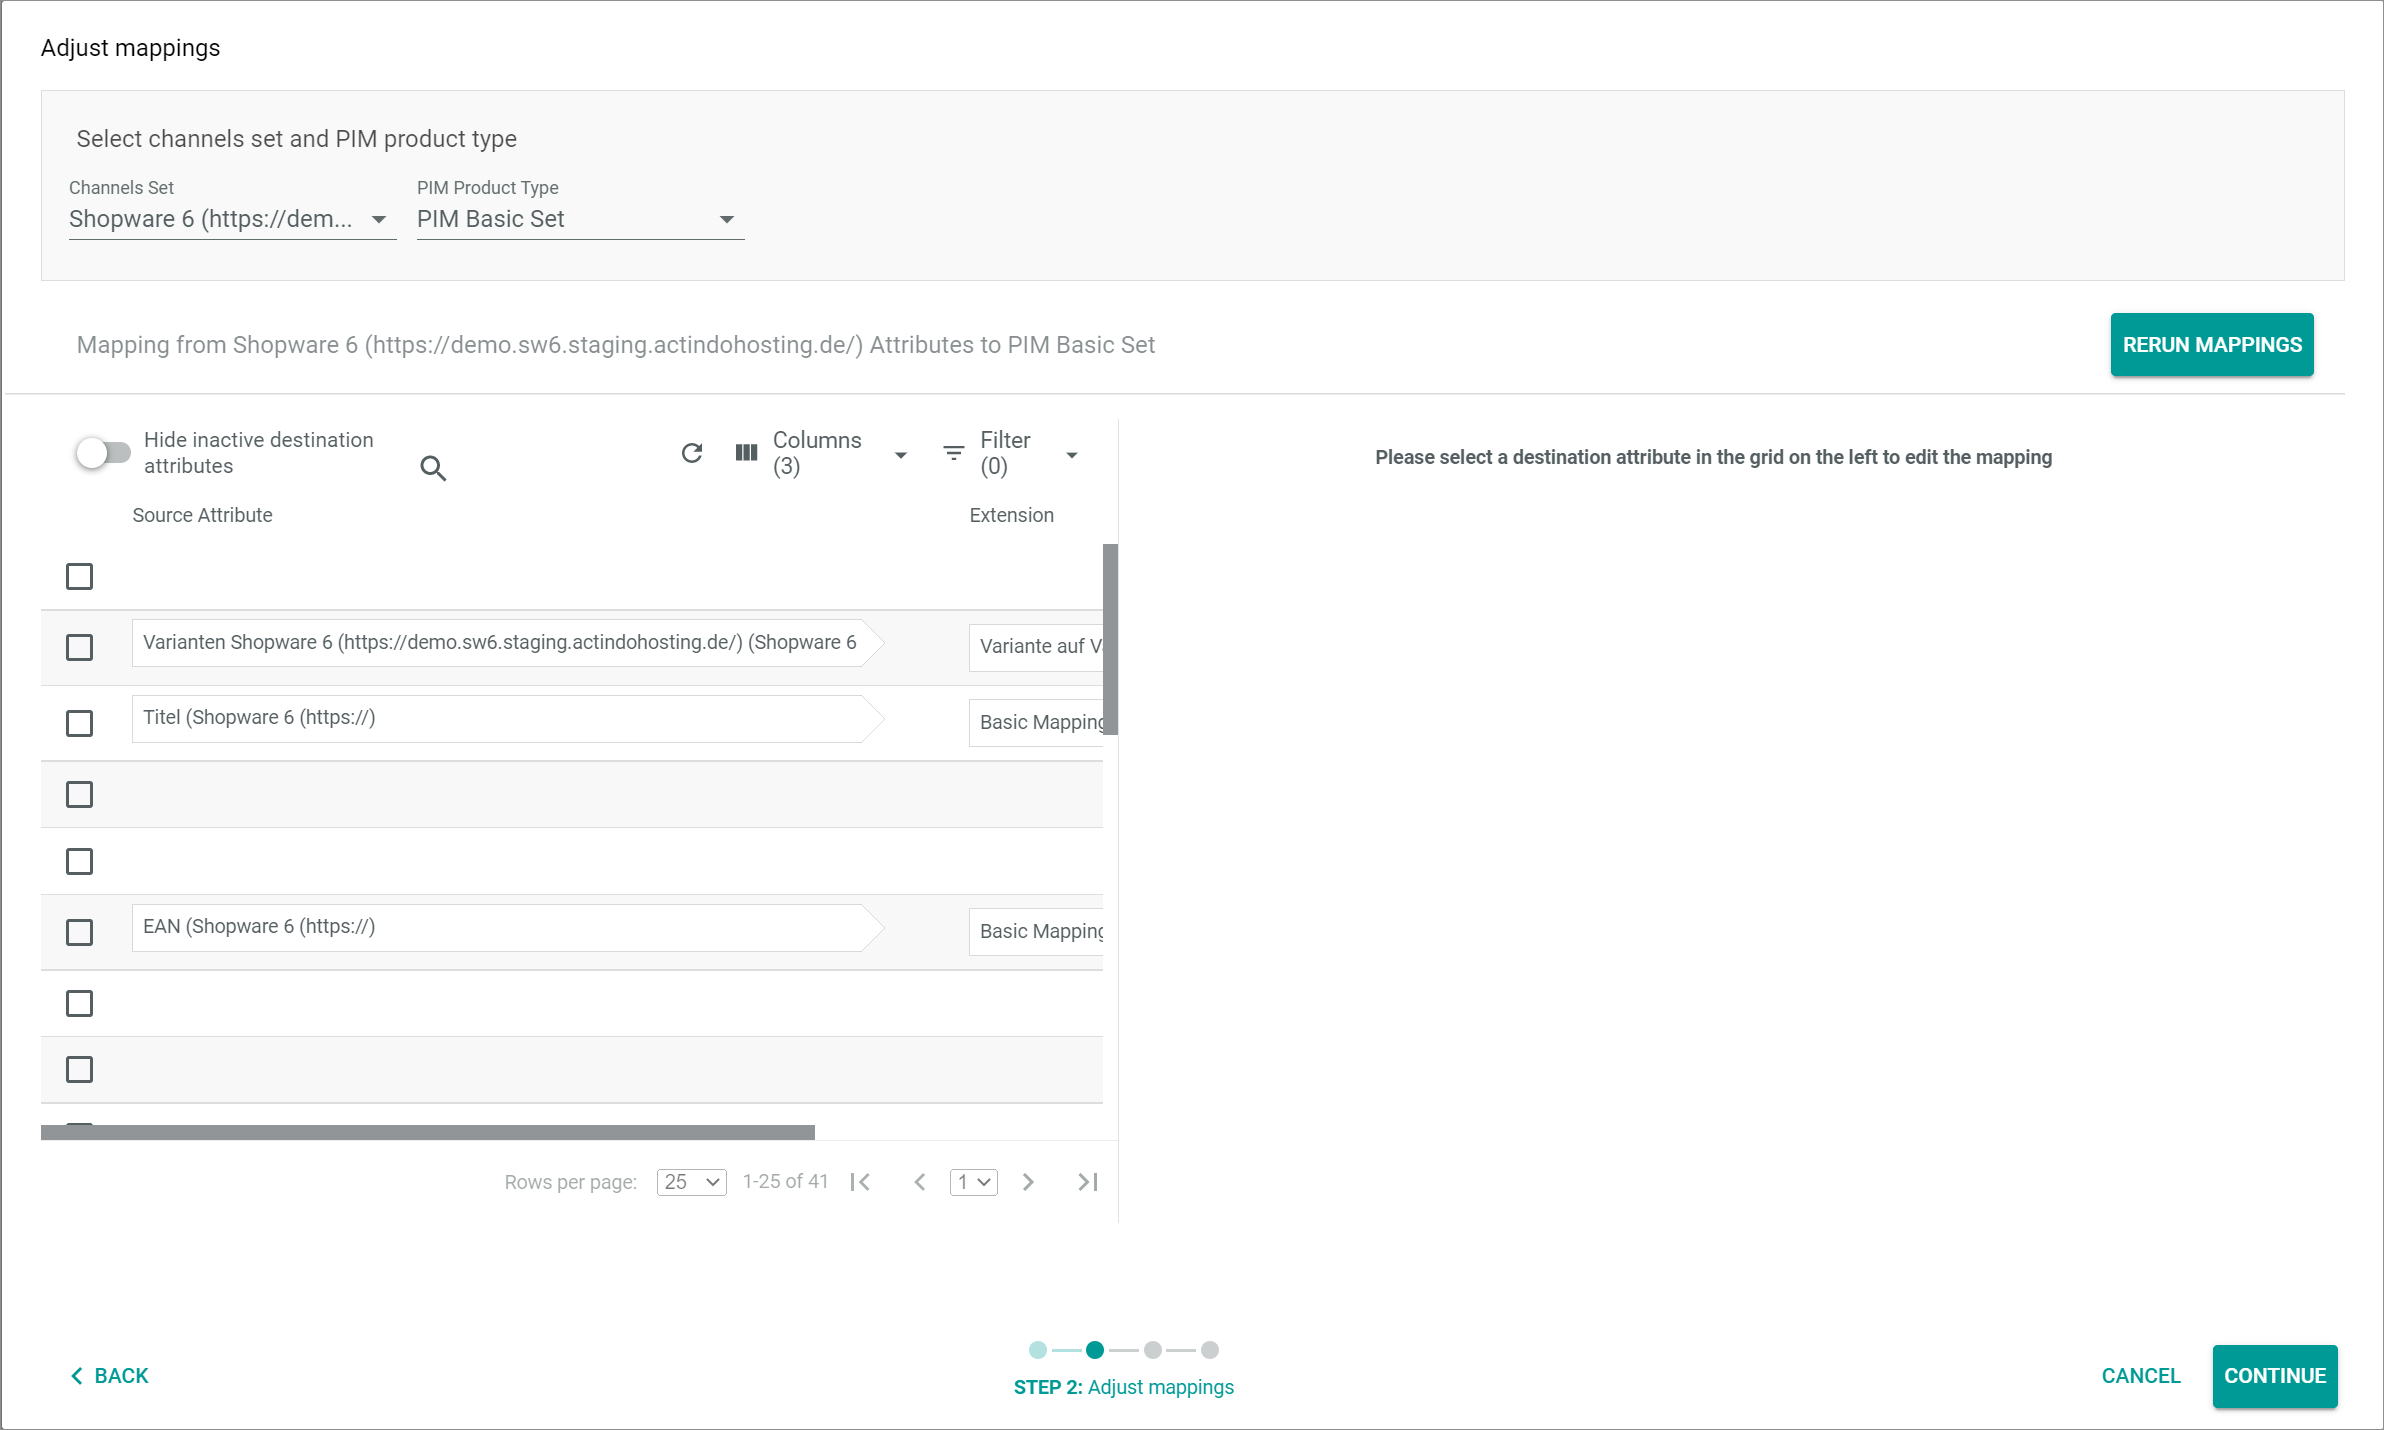 Adjust mappings
Select channels set and PIM product type
Channels Set
PIM Product Type
Shopware 6 (https://dem...
PIM Basic Set
Mapping from Shopware 6 (https://demo.sw6.staging.actindohosting.de/) Attributes to PIM Basic Set
RERUN MAPPINGS
Hide inactive destination
attributes
Columns
(3)
Filter
(0)
Please select a destination attribute in the grid on the left to edit the mapping
Source Attribute
Extension
Varianten Shopware 6 (https://demo.sw6.staging.actindohosting.de/) (Shopware 6
Variante auf V
Titel (Shopware 6 (https://)
Basic Mapping
EAN (Shopware 6 (https://)
Basic Mapping
Rows per page:
25
1-25 of 41
1
BACK
STEP 2: Adjust mappings
CANCEL
CONTINUE